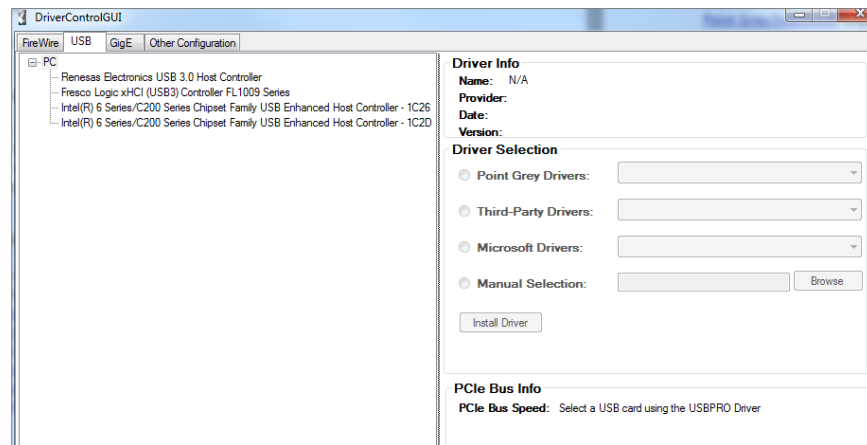 DriverControlGUI
FireWire USB GigE Other Configuration
PC
Renesas Electronics USB 3.0 Host Controller
Fresco Logic xHCI (USB3) Controller FL1009 Series
Intel(R) 6 Series/C200 Series Chipset Family USB Enhanced Host Controller - 1C26
Intel(R) 6 Series/C200 Series Chipset Family USB Enhanced Host Controller - 1C2D
Driver Info
Name: N/A
Provider:
Date:
Version:
Driver Selection
Point Grey Drivers:
Third-Party Drivers:
Microsoft Drivers:
Manual Selection: Browse
Install Driver
PCIe Bus Info
PCIe Bus Speed: Select a USB card using the USBPRO Driver